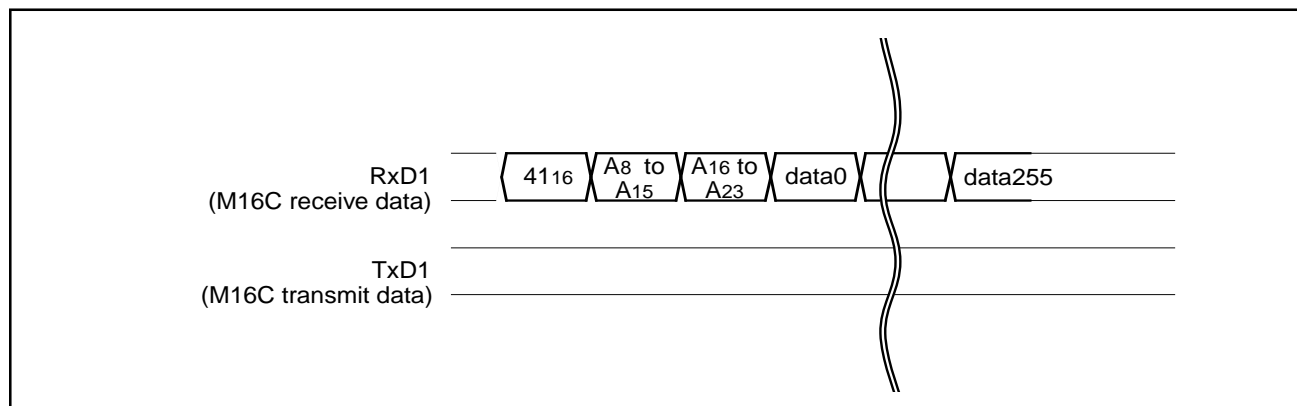 RxD1
(M16C receive data)
4116
A8 to
A15
A16 to
A23
data0
data255
TxD1
(M16C transmit data)